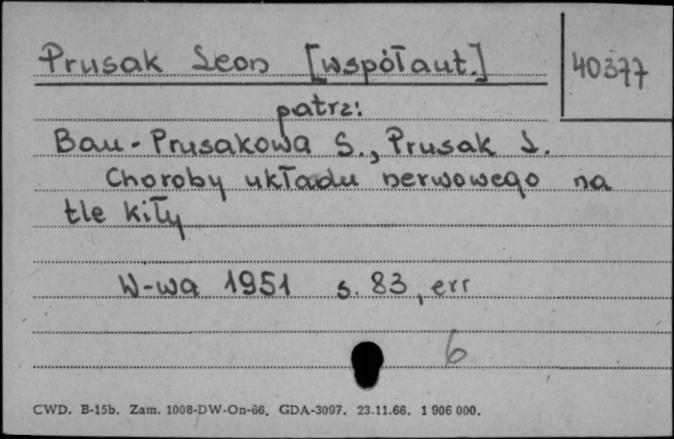 Prusak Leon [współaut.]
40377
patrz:
Bau-Prusakowa S., Prusak L.
Choroby układu nerwowego na
tle kiły
W-wa 1951 s. 83, err
6
CWD. B-15b. Zam. 1008-DW-On-66. GDA-3097. 23.11.66. 1 906 000.